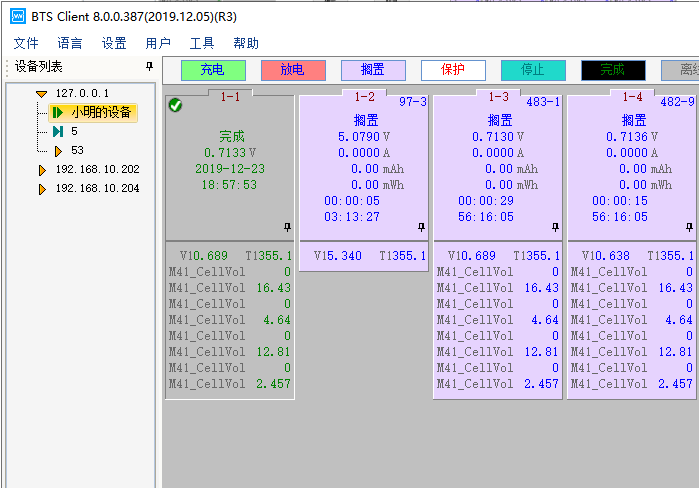 BTS Client 8.0.0.387(2019.12.05)(R3)
文件 语言 设置 用户 工具 帮助
设备列表
充电 放电 搁置 保护 停止 完成 离线
127.0.0.1
小明的设备
5
53
192.168.10.202
192.168.10.204
1-1
完成
0.7133 V
2019-12-23
18:57:53
V10.689 T1355.1
M41_CellVol 0
M41_CellVol 16.43
M41_CellVol 0
M41_CellVol 4.64
M41_CellVol 0
M41_CellVol 12.81
M41_CellVol 0
M41_CellVol 2.457
1-2
97-3
搁置
5.0790 V
0.0000 A
0.00 mAh
0.00 mWh
00:00:05
03:13:27
V15.340 T1355.1
1-3
483-1
搁置
0.7130 V
0.0000 A
0.00 mAh
0.00 mWh
00:00:29
56:16:05
V10.689 T1355.1
M41_CellVol 0
M41_CellVol 16.43
M41_CellVol 0
M41_CellVol 4.64
M41_CellVol 0
M41_CellVol 12.81
M41_CellVol 0
M41_CellVol 2.457
1-4
482-9
搁置
0.7136 V
0.0000 A
0.00 mAh
0.00 mWh
00:00:15
56:16:05
V10.638 T1355.1
M41_CellVol 0
M41_CellVol 16.43
M41_CellVol 0
M41_CellVol 4.64
M41_CellVol 0
M41_CellVol 12.81
M41_CellVol 0
M41_CellVol 2.457